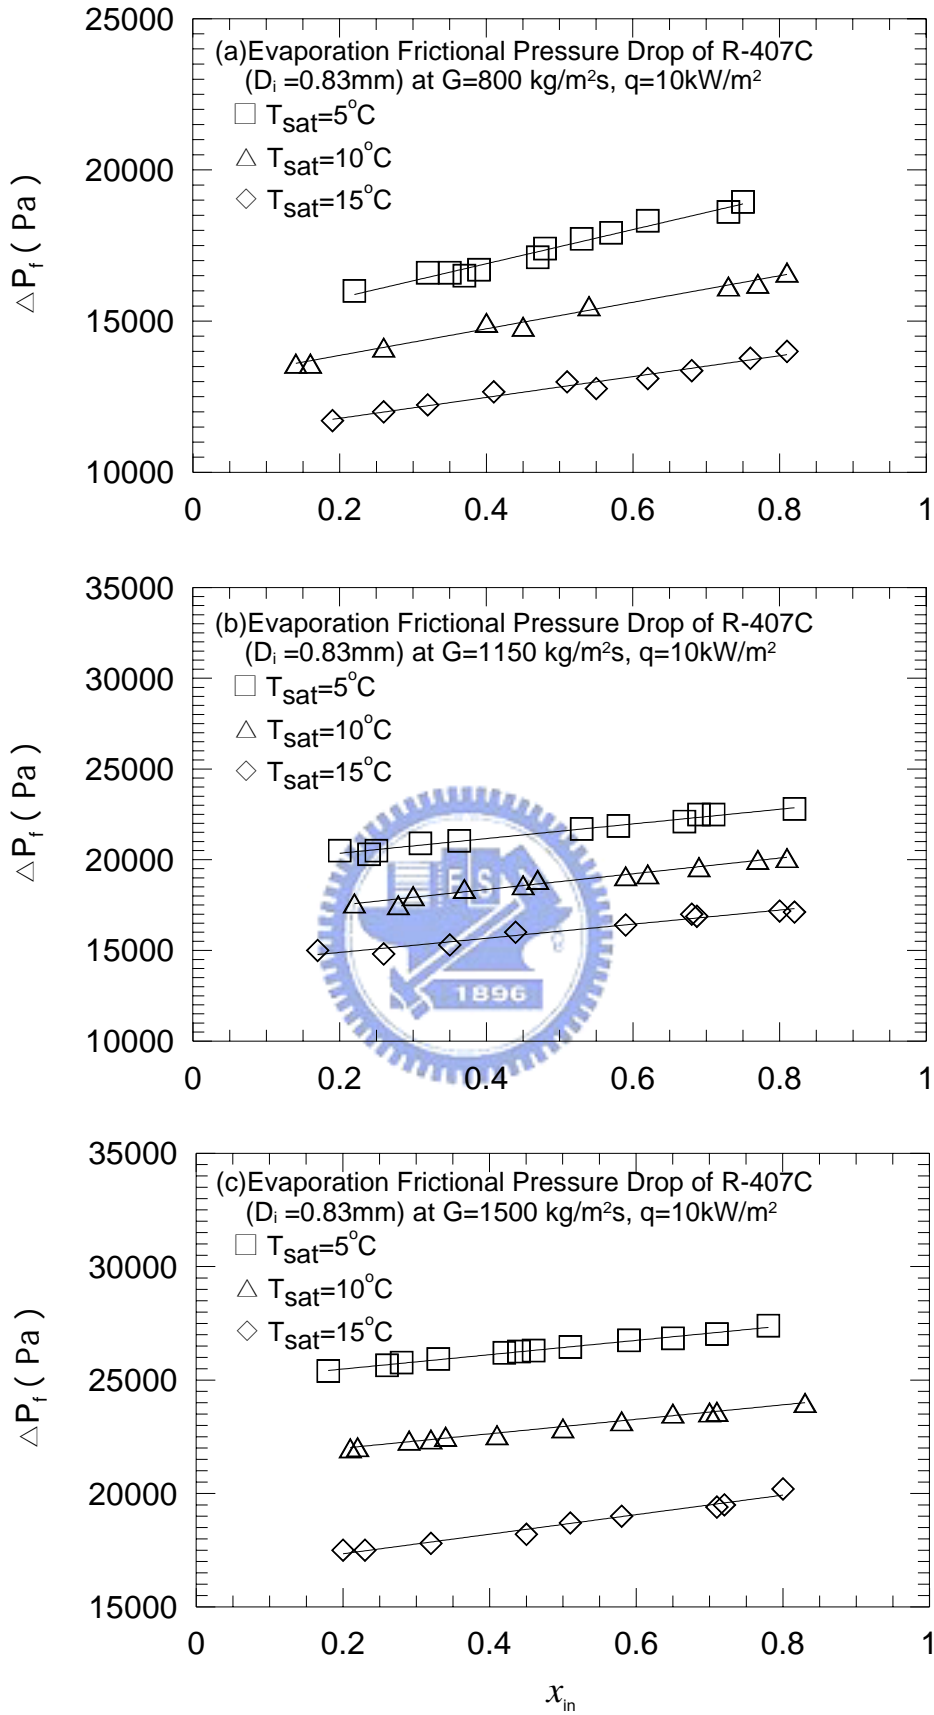 25000
(a)Evaporation Frictional Pressure Drop of R-407C
(Di =0.83mm) at G=800 kg/m²s, q=10kW/m²
□ Tsat=5°C
△ Tsat=10°C
◇ Tsat=15°C
20000
15000
10000
△Pf ( Pa )
0 0.2 0.4 0.6 0.8 1
35000
(b)Evaporation Frictional Pressure Drop of R-407C
(Di =0.83mm) at G=1150 kg/m²s, q=10kW/m²
□ Tsat=5°C
△ Tsat=10°C
◇ Tsat=15°C
30000
25000
20000
15000
10000
△Pf ( Pa )
ES
1896
0 0.2 0.4 0.6 0.8 1
35000
(c)Evaporation Frictional Pressure Drop of R-407C
(Di =0.83mm) at G=1500 kg/m²s, q=10kW/m²
□ Tsat=5°C
△ Tsat=10°C
◇ Tsat=15°C
30000
25000
20000
15000
△Pf ( Pa )
0 0.2 0.4 0.6 0.8 1
xin